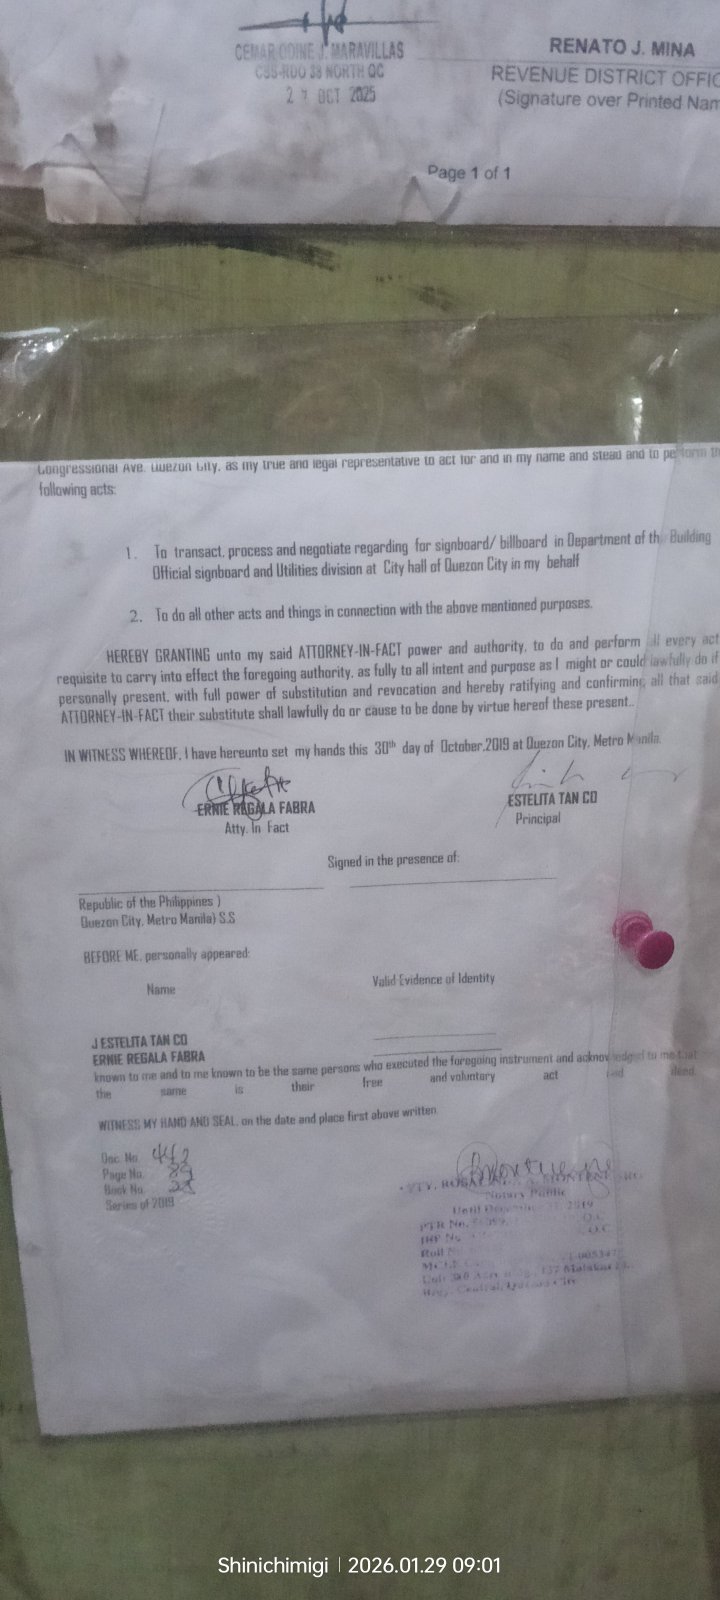 CEMAR ODINE J. MARAVILLAS
CSS-RDO 38 NORTH QC
2 OCT 2025
RENATO J. MINA
REVENUE DISTRICT OFFIC
(Signature over Printed Nam
Page 1 of 1
Congressional Ave. Quezon City, as my true and legal representative to act for and in my name and stead and to perform th
following acts:
1. To transact, process and negotiate regarding for signboard/ billboard in Department of th Building
Official signboard and Utilities division at City hall of Quezon City in my behalf
2. To do all other acts and things in connection with the above mentioned purposes.
HEREBY GRANTING unto my said ATTORNEY-IN-FACT power and authority, to do and perform all every act
requisite to carry into effect the foregoing authority, as fully to all intent and purpose as I might or could lawfully do if
personally present, with full power of substitution and revocation and hereby ratifying and confirming all that said
ATTORNEY-IN-FACT their substitute shall lawfully do or cause to be done by virtue hereof these present..
IN WITNESS WHEREOF, I have hereunto set my hands this 30th day of October,2019 at Quezon City, Metro Manila.
ERNIE REGALA FABRA
Atty. In Fact
ESTELITA TAN CO
Principal
Signed in the presence of:
Republic of the Philippines )
Quezon City, Metro Manila) S.S
BEFORE ME, personally appeared:
Name
Valid Evidence of Identity
J ESTELITA TAN CO
ERNIE REGALA FABRA
known to me and to me known to be the same persons who executed the foregoing instrument and acknowledged to me that
the same is their free and voluntary act and deed.
WITNESS MY HAND AND SEAL, on the date and place first above written
Doc. No.
Page No. 89
Book No.
Series of 2019
Notary Public
Until 2019
PTR No.
Roll
Shinichimigi | 2026.01.29 09:01